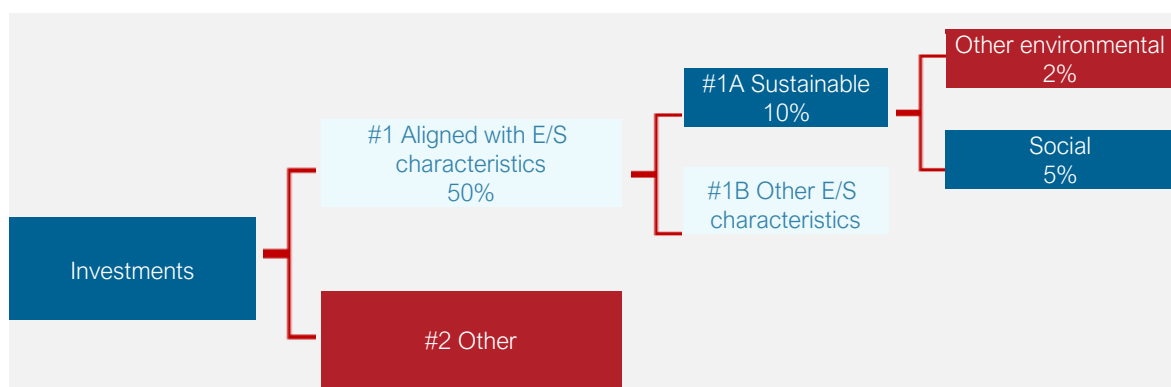 Other environmental
2%
#1A Sustainable
10%
#1 Aligned with E/S
characteristics
50%
Social
5%
#1B Other E/S
characteristics
Investments
#2 Other